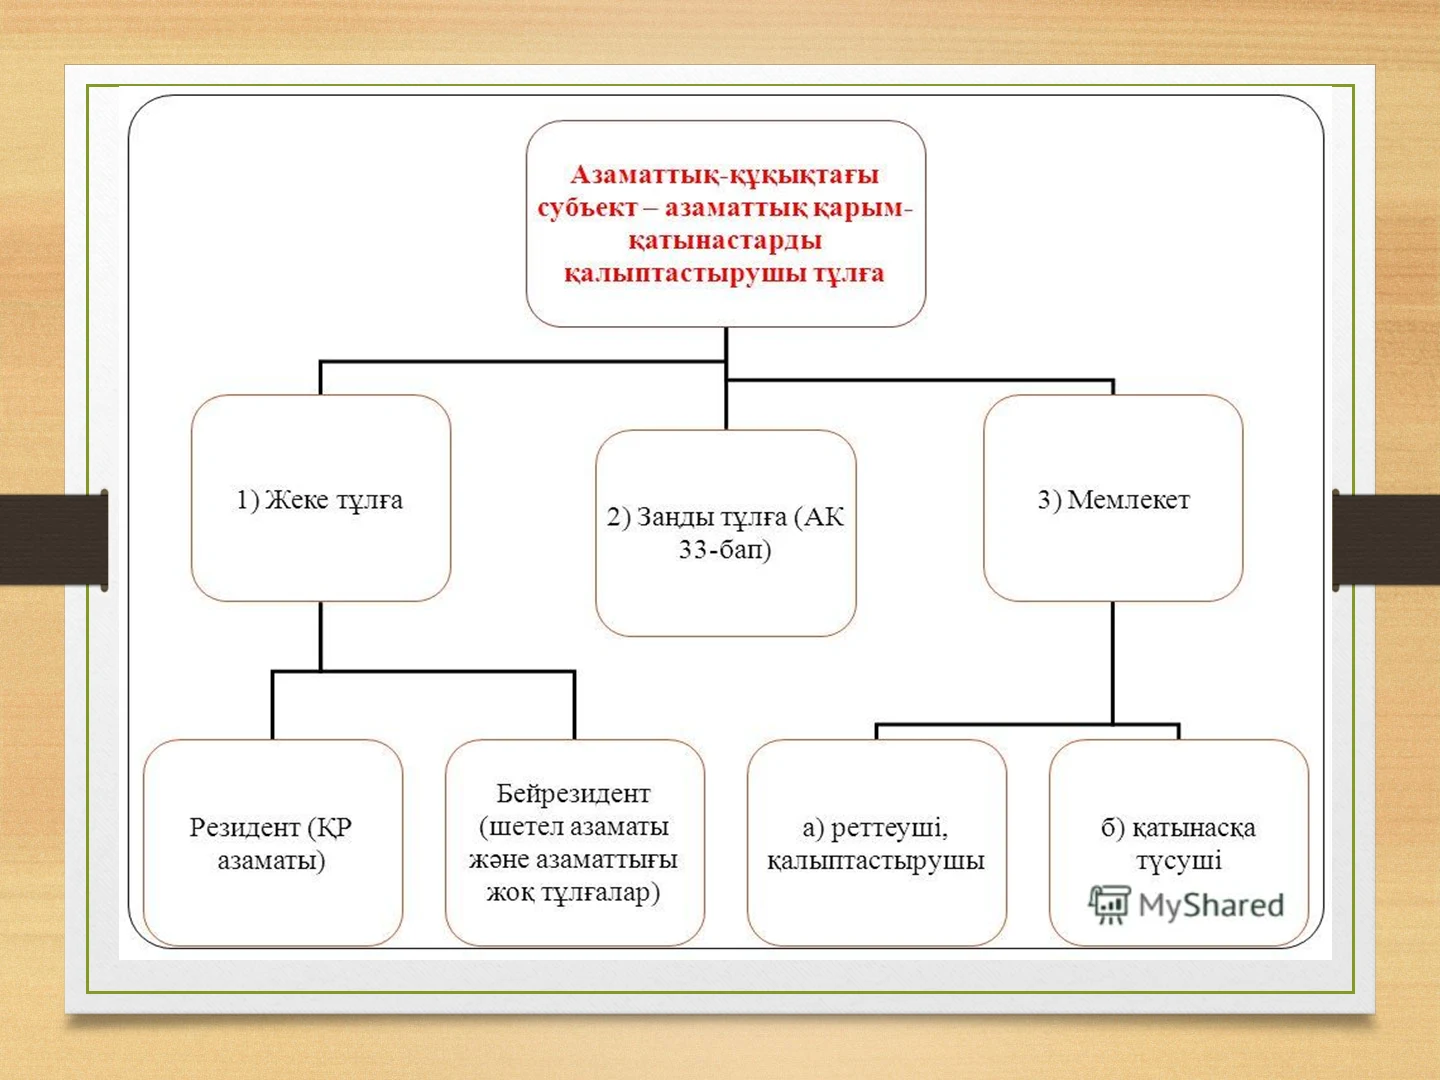 Азаматтық-құқықтағы
субъект – азаматтық қарым-
қатынастарды
қалыптастырушы тұлға
1) Жеке тұлға
2) Заңды тұлға (АК
33-бап)
3) Мемлекет
Резидент (ҚР
азаматы)
Бейрезидент
(шетел азаматы
және азаматтығы
жоқ тұлғалар)
а) реттеуші,
қалыптастырушы
б) қатынасқа
түсуші
MyShared